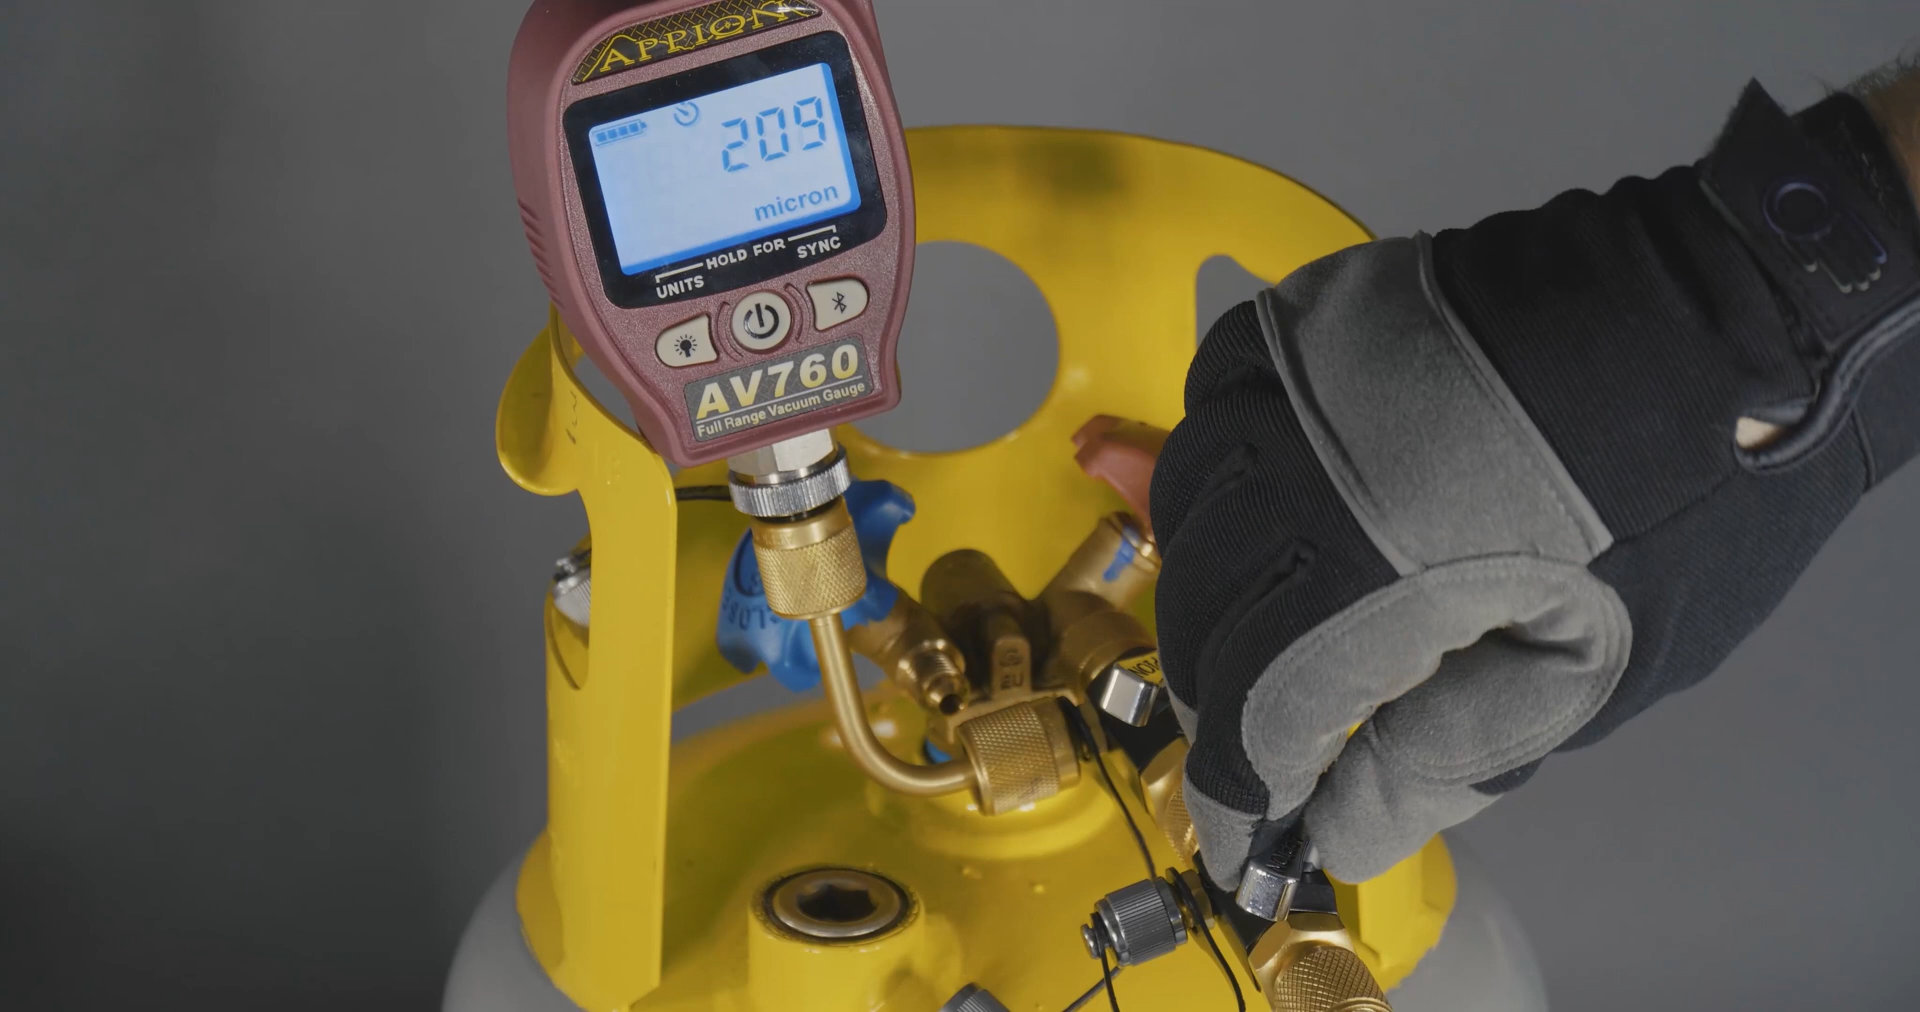 APPION
209
micron
HOLD FOR
UNITS
SYNC
AV760
Full Range Vacuum Gauge